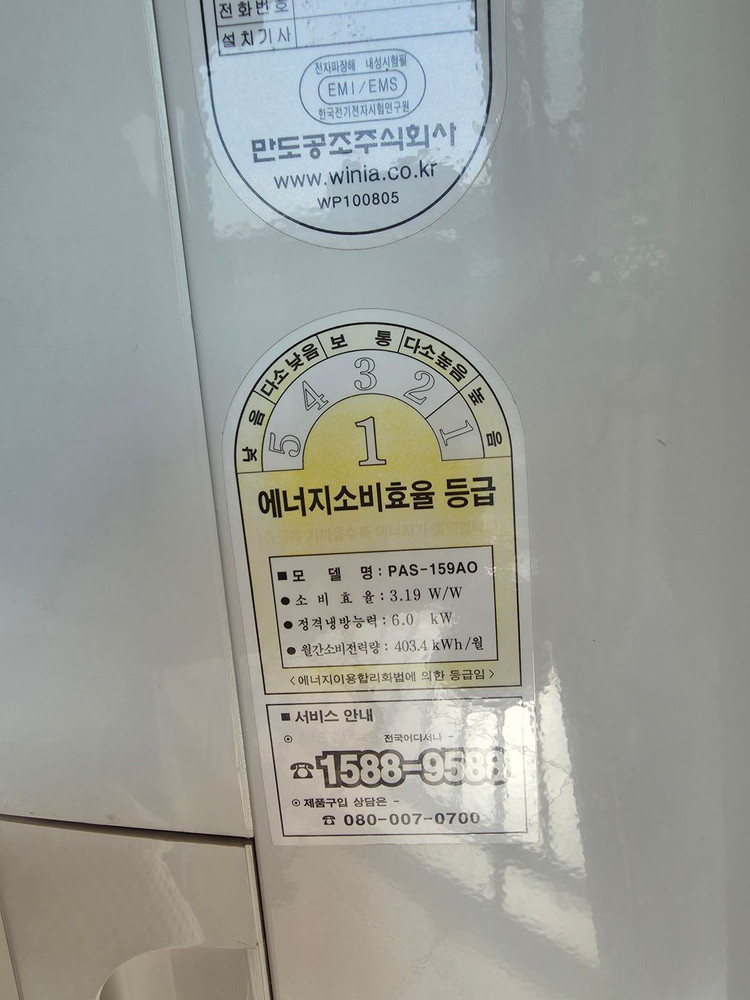 전화번호
설치기사
전자파장해 내성시험필
EMI/EMS
한국전기전자시험연구원
만도공조주식회사
www.winia.co.kr
WP100805
낮음 다소낮음 보통 다소높음 높음
5 4 3 2 1
1
에너지소비효율 등급
■ 모 델 명 : PAS-159AO
● 소 비 효 율 : 3.19 W/W
● 정격냉방능력 : 6.0 kW
● 월간소비전력량 : 403.4 kWh/월
〈에너지이용합리화법에 의한 등급임〉
■ 서비스 안내
⊙ 전국어디서나 -
☎ 1588-9588
⊙ 제품구입 상담은 -
☎ 080-007-0700